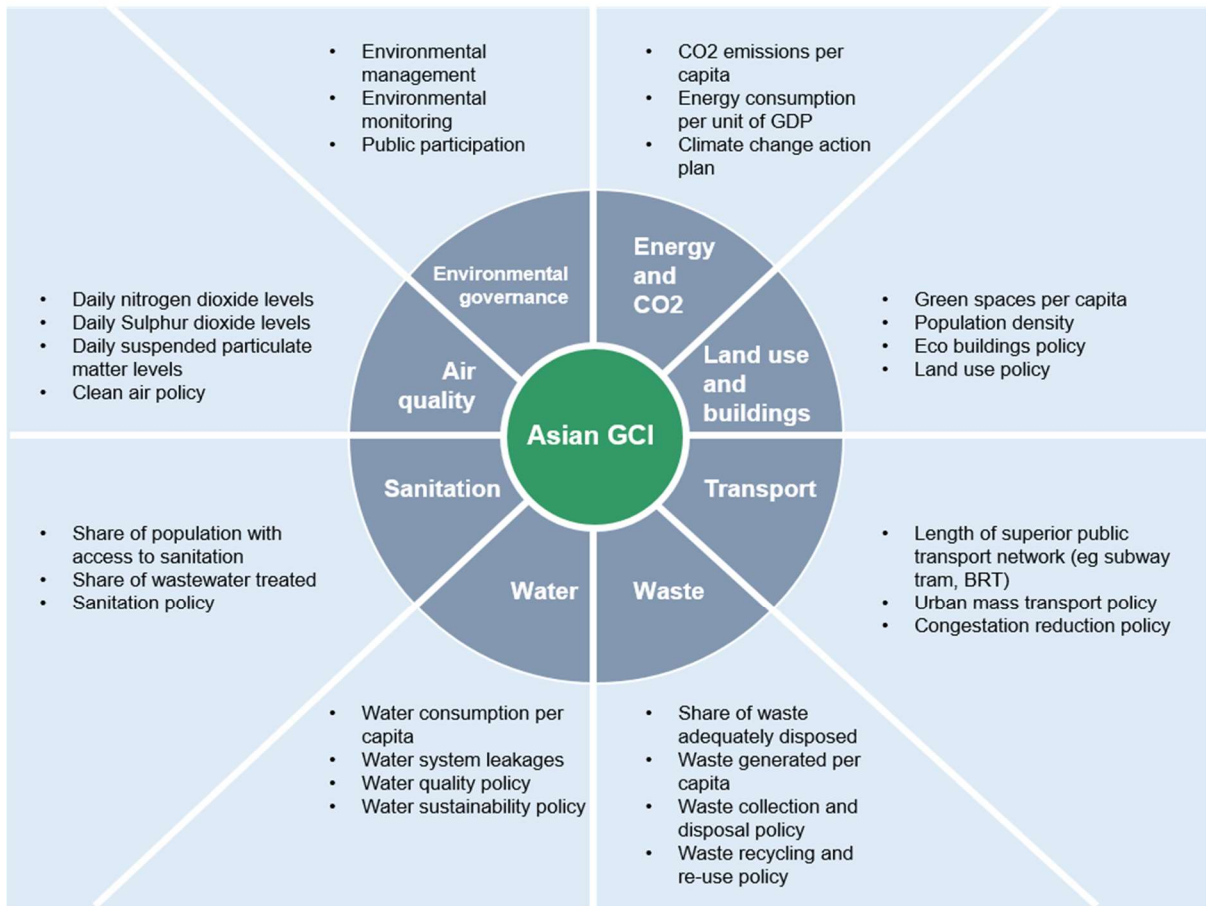 • Environmental
management
• Environmental
monitoring
• Public participation
• CO2 emissions per
capita
• Energy consumption
per unit of GDP
• Climate change action
plan
• Daily nitrogen dioxide levels
• Daily Sulphur dioxide levels
• Daily suspended particulate
matter levels
• Clean air policy
Environmental
governance
Energy
and
CO2
• Green spaces per capita
• Population density
• Eco buildings policy
• Land use policy
Air
quality
Land use
and
buildings
Asian GCI
Sanitation
Transport
• Share of population with
access to sanitation
• Share of wastewater treated
• Sanitation policy
Water
Waste
• Length of superior public
transport network (eg subway
tram, BRT)
• Urban mass transport policy
• Congestion reduction policy
• Water consumption per
capita
• Water system leakages
• Water quality policy
• Water sustainability policy
• Share of waste
adequately disposed
• Waste generated per
capita
• Waste collection and
disposal policy
• Waste recycling and
re-use policy